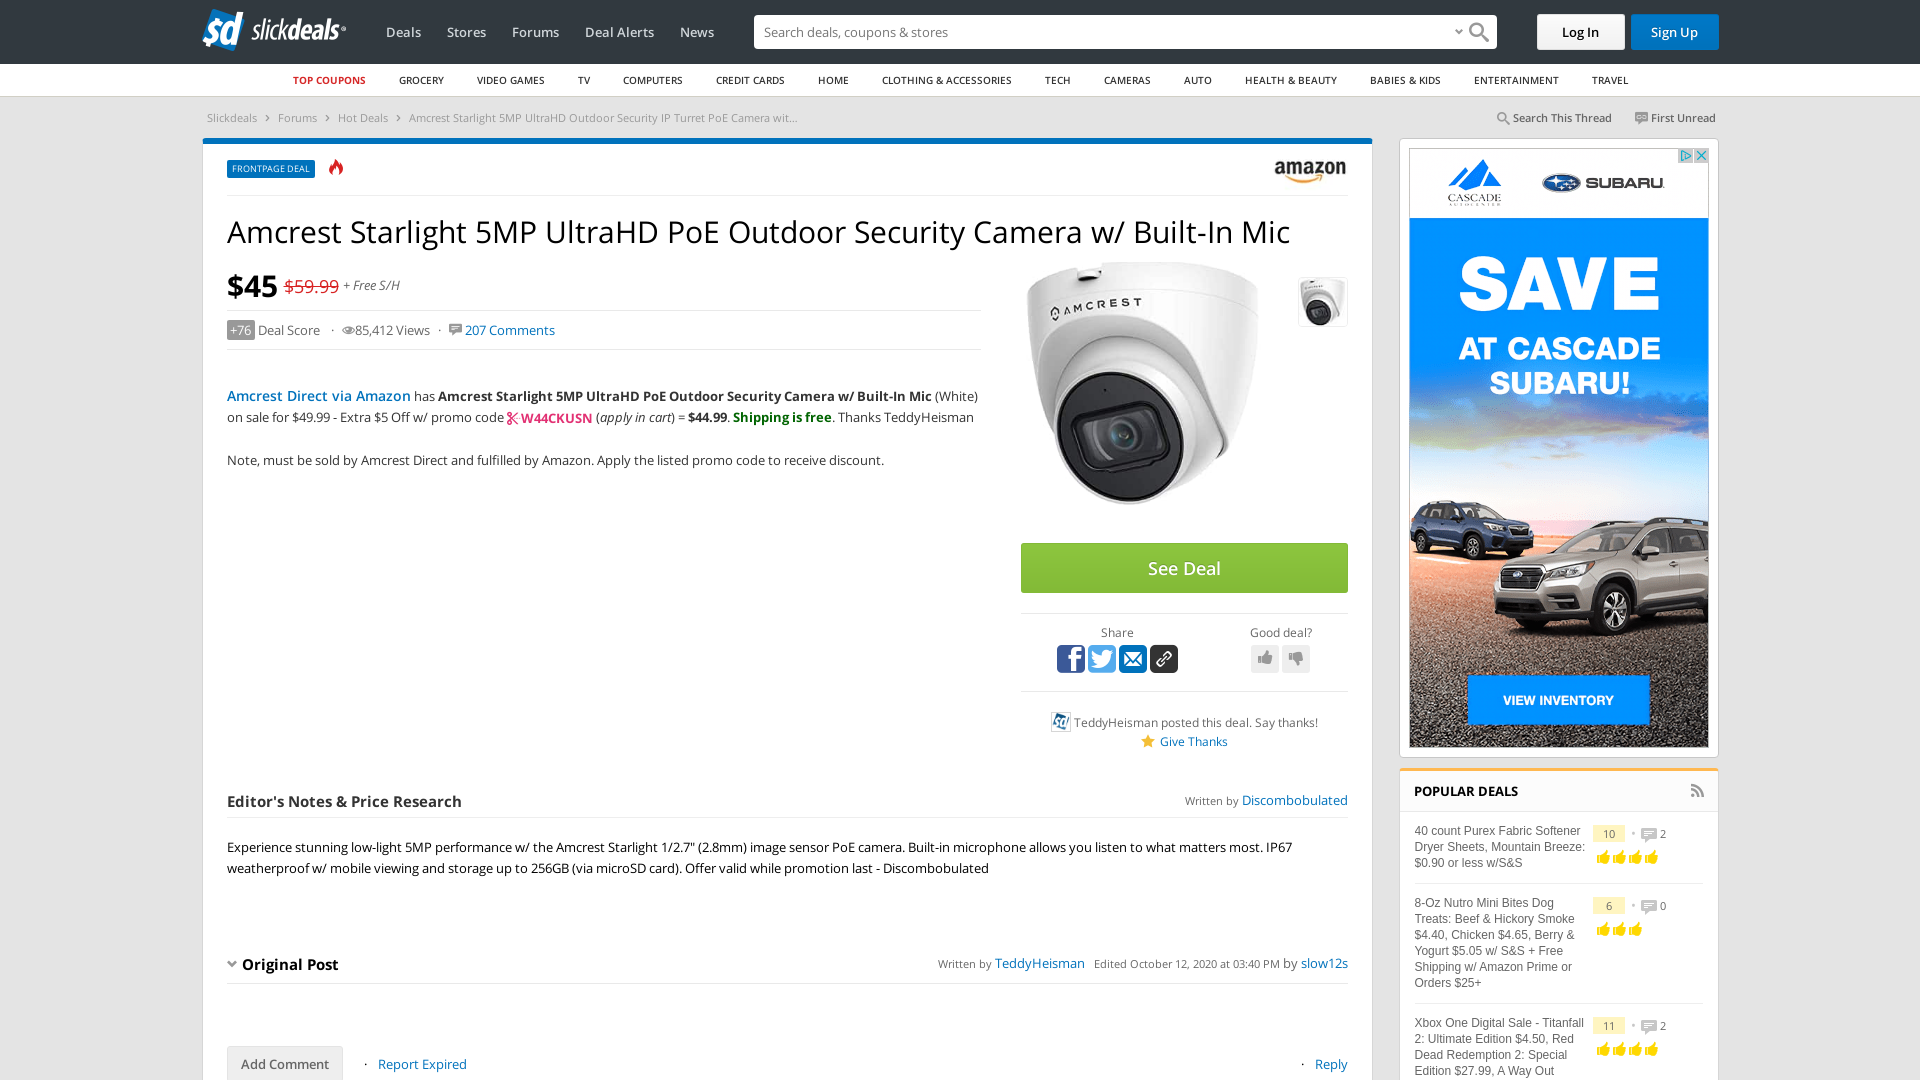 slickdeals
Deals
Stores
Forums
Deal Alerts
News
Search deals, coupons & stores
Log In
Sign Up
TOP COUPONS
GROCERY
VIDEO GAMES
TV
COMPUTERS
CREDIT CARDS
HOME
CLOTHING & ACCESSORIES
TECH
CAMERAS
AUTO
HEALTH & BEAUTY
BABIES & KIDS
ENTERTAINMENT
TRAVEL
Slickdeals > Forums > Hot Deals > Amcrest Starlight 5MP UltraHD Outdoor Security IP Turret PoE Camera wit...
Search This Thread
First Unread
FRONTPAGE DEAL
amazon
Amcrest Starlight 5MP UltraHD PoE Outdoor Security Camera w/ Built-In Mic
$45 $59.99 + Free S/H
+76 Deal Score · 85,412 Views · 207 Comments
Amcrest Direct via Amazon has Amcrest Starlight 5MP UltraHD PoE Outdoor Security Camera w/ Built-In Mic (White)
on sale for $49.99 - Extra $5 Off w/ promo code W44CKUSN (apply in cart) = $44.99. Shipping is free. Thanks TeddyHeisman
Note, must be sold by Amcrest Direct and fulfilled by Amazon. Apply the listed promo code to receive discount.
AMCREST
See Deal
Share
Good deal?
TeddyHeisman posted this deal. Say thanks!
Give Thanks
Editor's Notes & Price Research
Written by Discombobulated
Experience stunning low-light 5MP performance w/ the Amcrest Starlight 1/2.7" (2.8mm) image sensor PoE camera. Built-in microphone allows you listen to what matters most. IP67
weatherproof w/ mobile viewing and storage up to 256GB (via microSD card). Offer valid while promotion last - Discombobulated
Original Post
Written by TeddyHeisman Edited October 12, 2020 at 03:40 PM by slow12s
Add Comment
· Report Expired
· Reply
CASCADE
AUTOCENTER
SUBARU
SAVE
AT CASCADE
SUBARU!
VIEW INVENTORY
POPULAR DEALS
40 count Purex Fabric Softener
Dryer Sheets, Mountain Breeze:
$0.90 or less w/S&S
10 • 2
8-Oz Nutro Mini Bites Dog
Treats: Beef & Hickory Smoke
$4.40, Chicken $4.65, Berry &
Yogurt $5.05 w/ S&S + Free
Shipping w/ Amazon Prime or
Orders $25+
6 • 0
Xbox One Digital Sale - Titanfall
2: Ultimate Edition $4.50, Red
Dead Redemption 2: Special
Edition $27.99, A Way Out
11 • 2